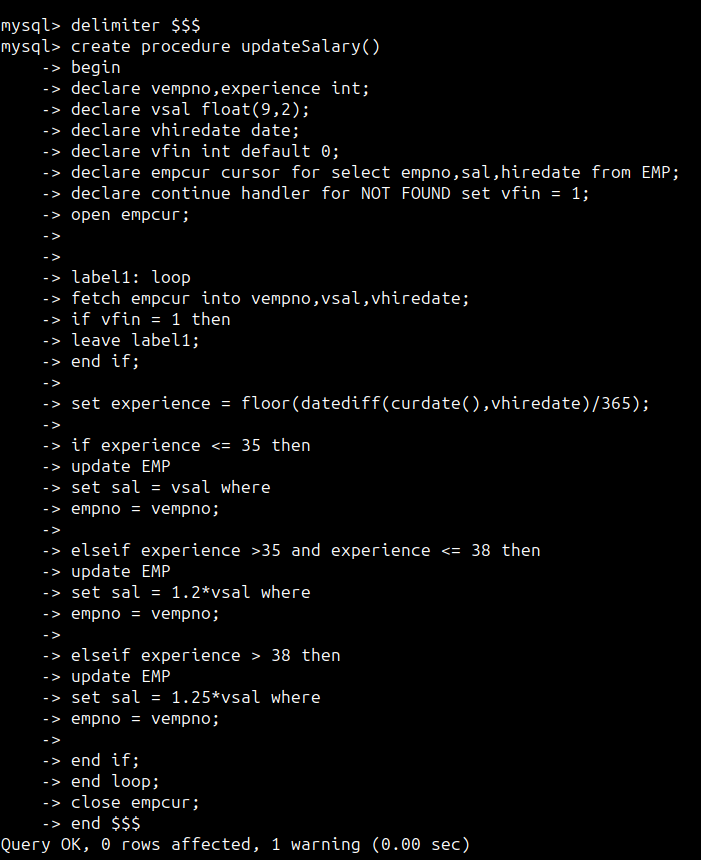 mysql> delimiter $$$
mysql> create procedure updateSalary()
    -> begin
    -> declare vempno,experience int;
    -> declare vsal float(9,2);
    -> declare vhiredate date;
    -> declare vfin int default 0;
    -> declare empcur cursor for select empno,sal,hiredate from EMP;
    -> declare continue handler for NOT FOUND set vfin = 1;
    -> open empcur;
    ->
    ->
    -> label1: loop
    -> fetch empcur into vempno,vsal,vhiredate;
    -> if vfin = 1 then
    -> leave label1;
    -> end if;
    ->
    -> set experience = floor(datediff(curdate(),vhiredate)/365);
    ->
    -> if experience <= 35 then
    -> update EMP
    -> set sal = vsal where
    -> empno = vempno;
    ->
    -> elseif experience >35 and experience <= 38 then
    -> update EMP
    -> set sal = 1.2*vsal where
    -> empno = vempno;
    ->
    -> elseif experience > 38 then
    -> update EMP
    -> set sal = 1.25*vsal where
    -> empno = vempno;
    ->
    -> end if;
    -> end loop;
    -> close empcur;
    -> end $$$
Query OK, 0 rows affected, 1 warning (0.00 sec)